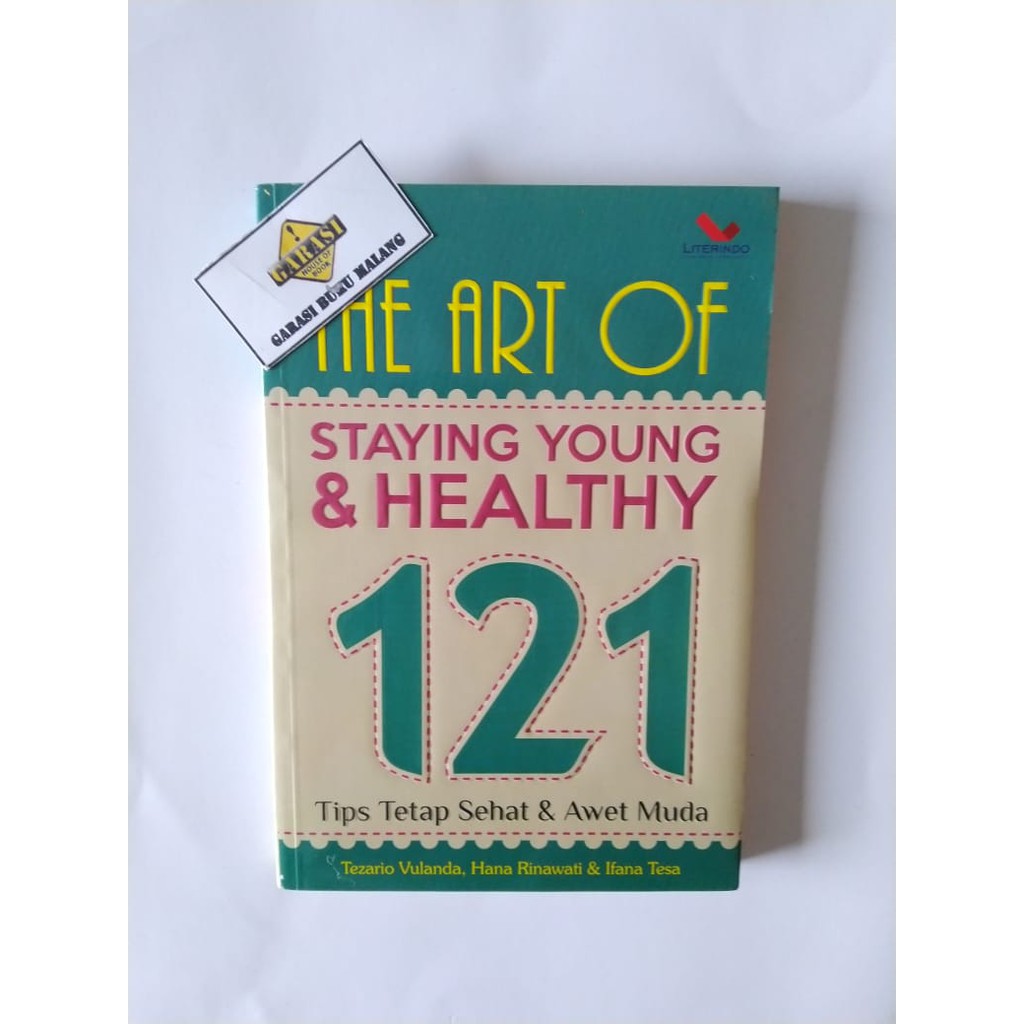 GARASI
HOUSE OF
BOOK
GARASI BUKU MALANG
LITERINDO
THE ART OF
STAYING YOUNG
& HEALTHY
121
Tips Tetap Sehat & Awet Muda
Tezario Vulanda, Hana Rinawati & Ifana Tesa